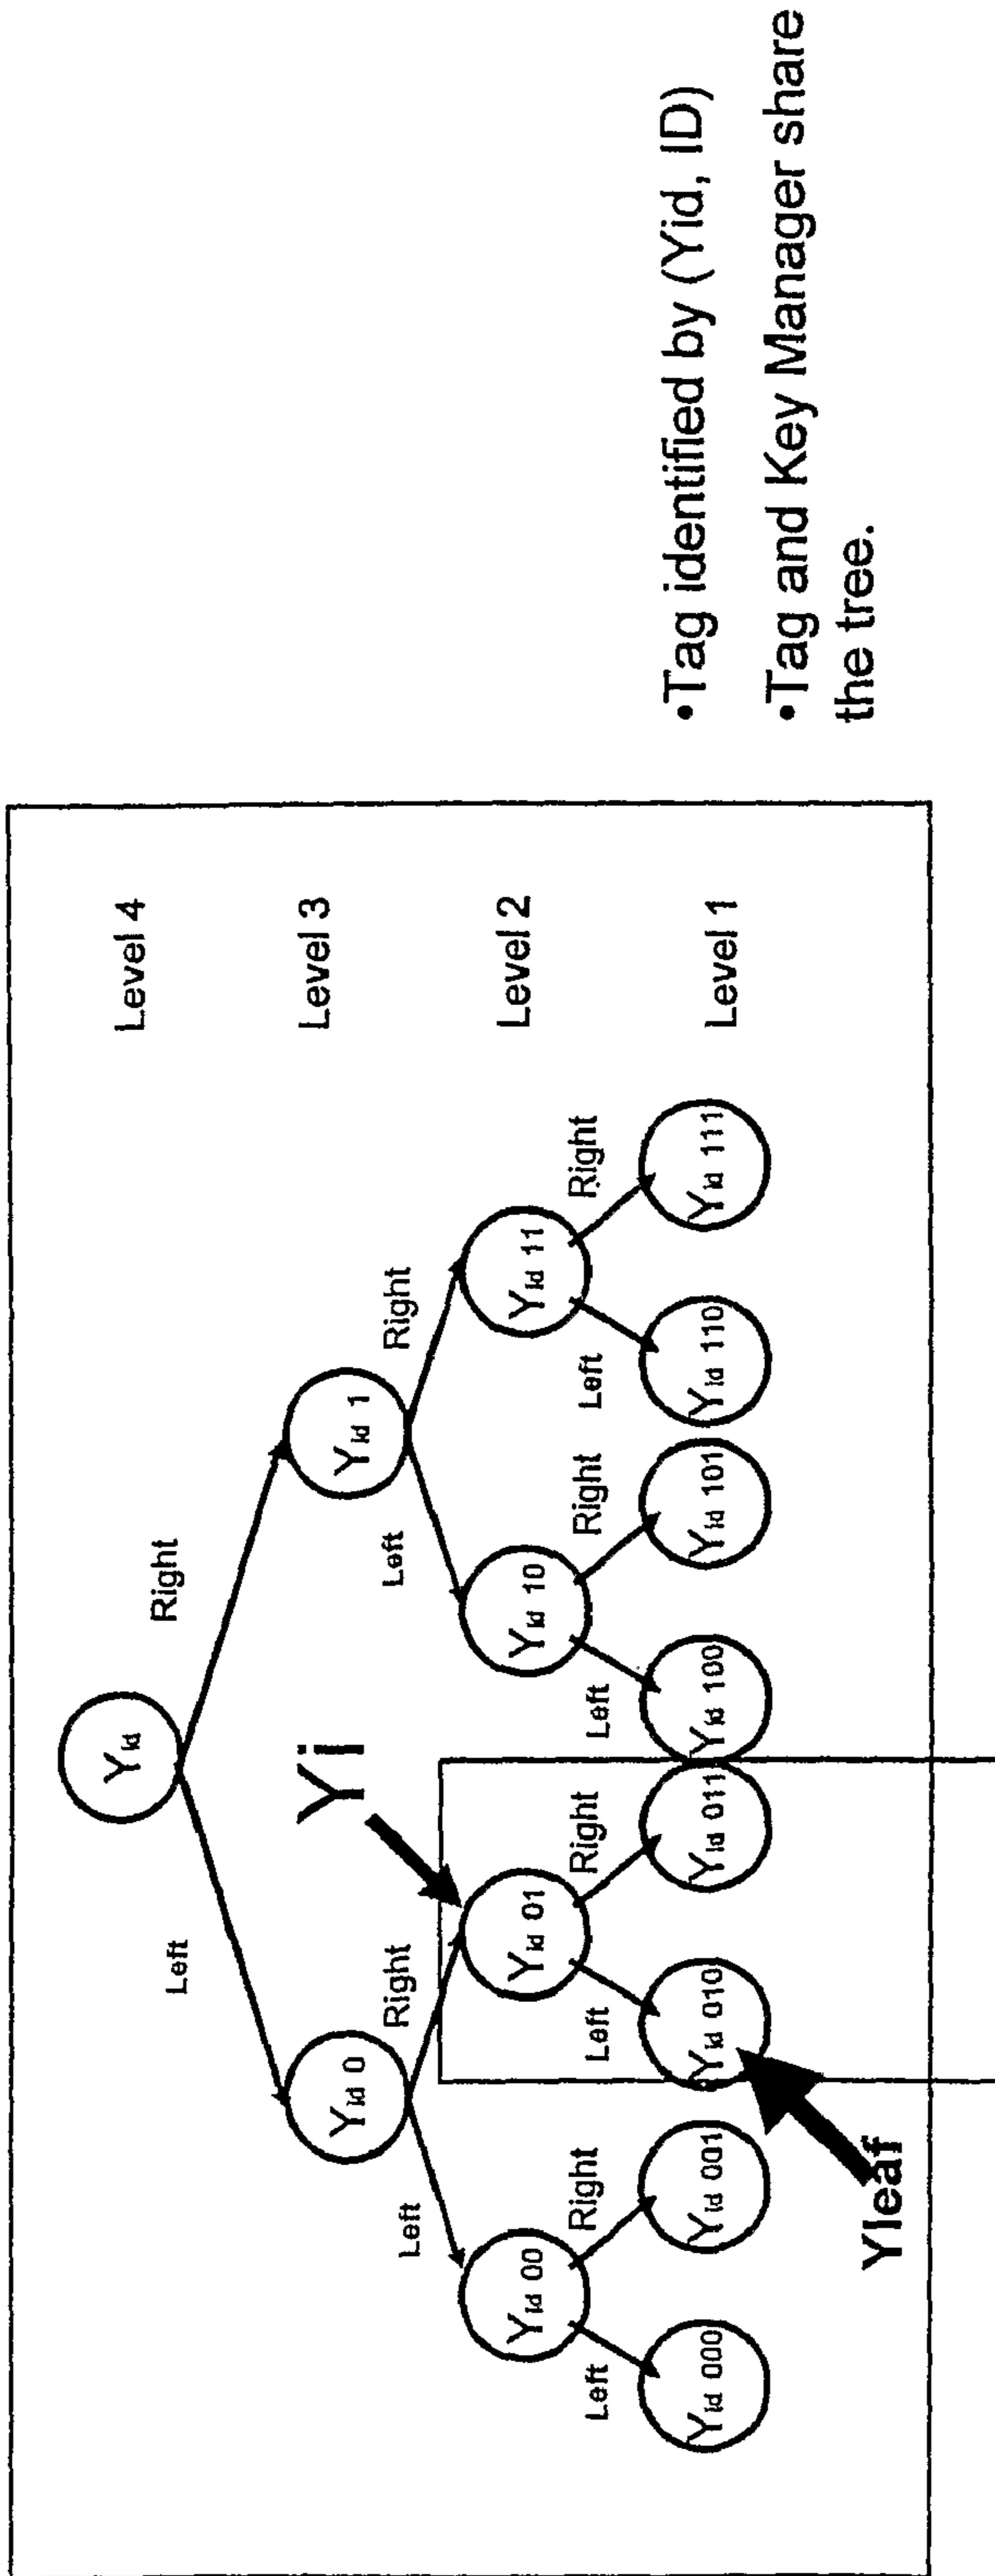 Level 4
Yid
Left
Right
Level 3
Yid 0
Yid 1
Yi
Left
Right
Left
Right
Level 2
Yid 00
Yid 01
Yid 10
Yid 11
Left
Right
Left
Right
Left
Right
Left
Right
Level 1
Yid 000
Yid 001
Yid 010
Yid 011
Yid 100
Yid 101
Yid 110
Yid 111
Yleaf
•Tag identified by (Yid, ID)
•Tag and Key Manager share
the tree.